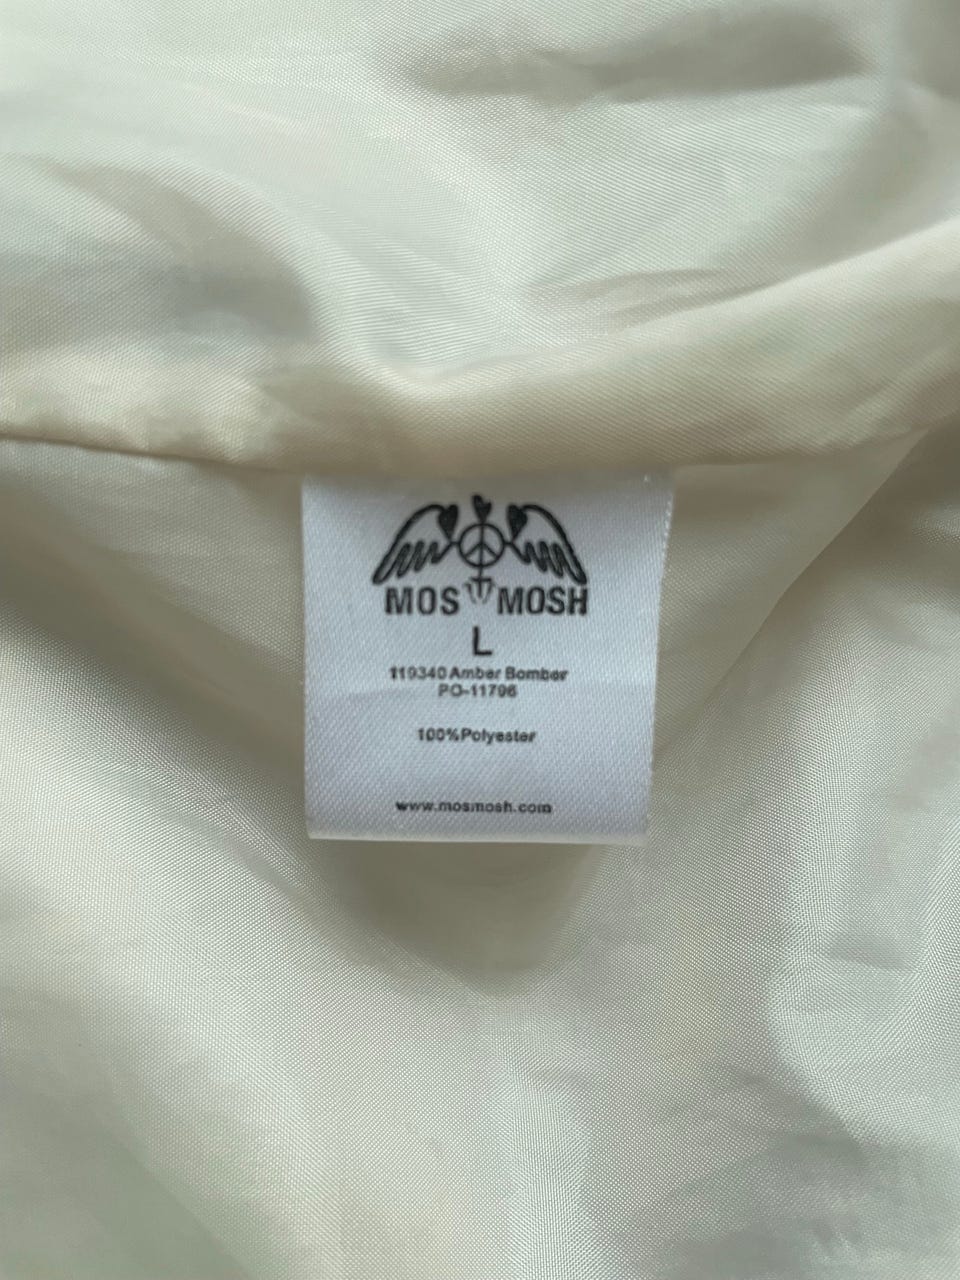 MOS MOSH
L
119340 Amber Bomber
PO-11796
100%Polyester
www.mosmosh.com